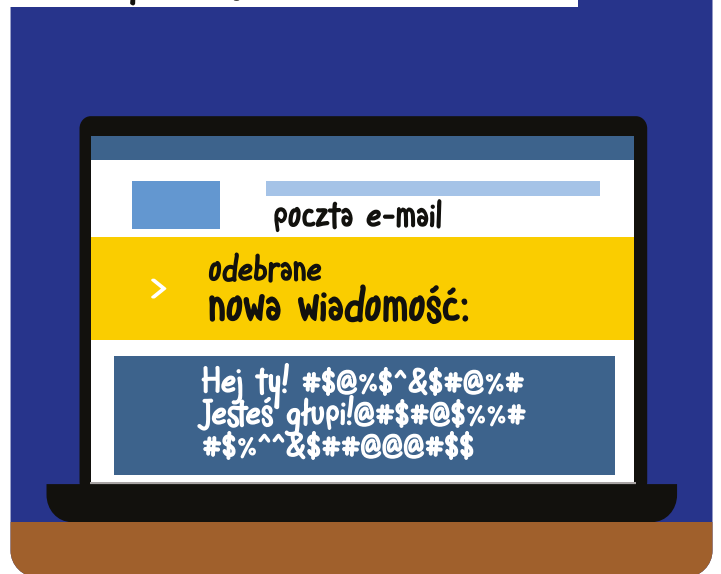 poczta e-mail
>
odebrane
nowa wiadomość:
Hej ty! #$@%$^&$#@%#
Jesteś głupi!@#$#@$%%#
#$%^^&$##@@@#$$